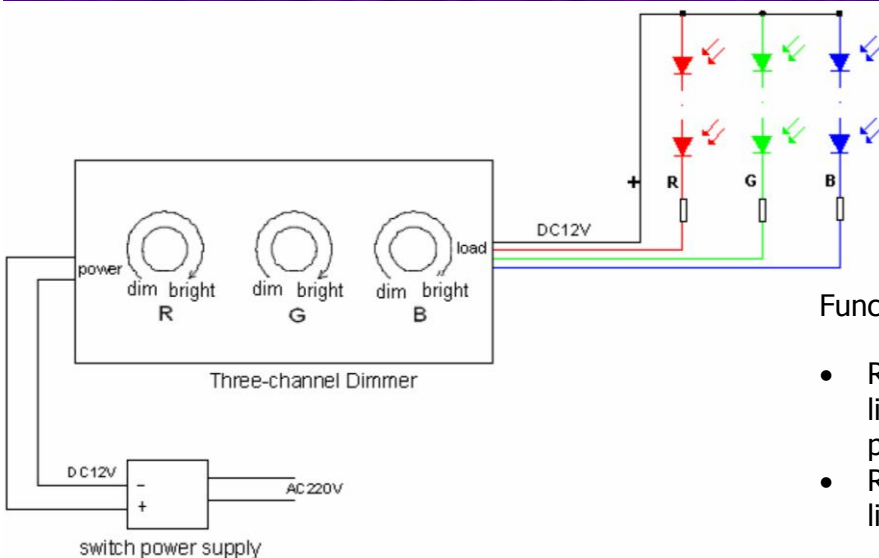 + R G B
DC12V
power
load
dim bright
dim bright
dim bright
R
G
B
Three-channel Dimmer
DC12V
-
+
AC220V
switch power supply
•
•